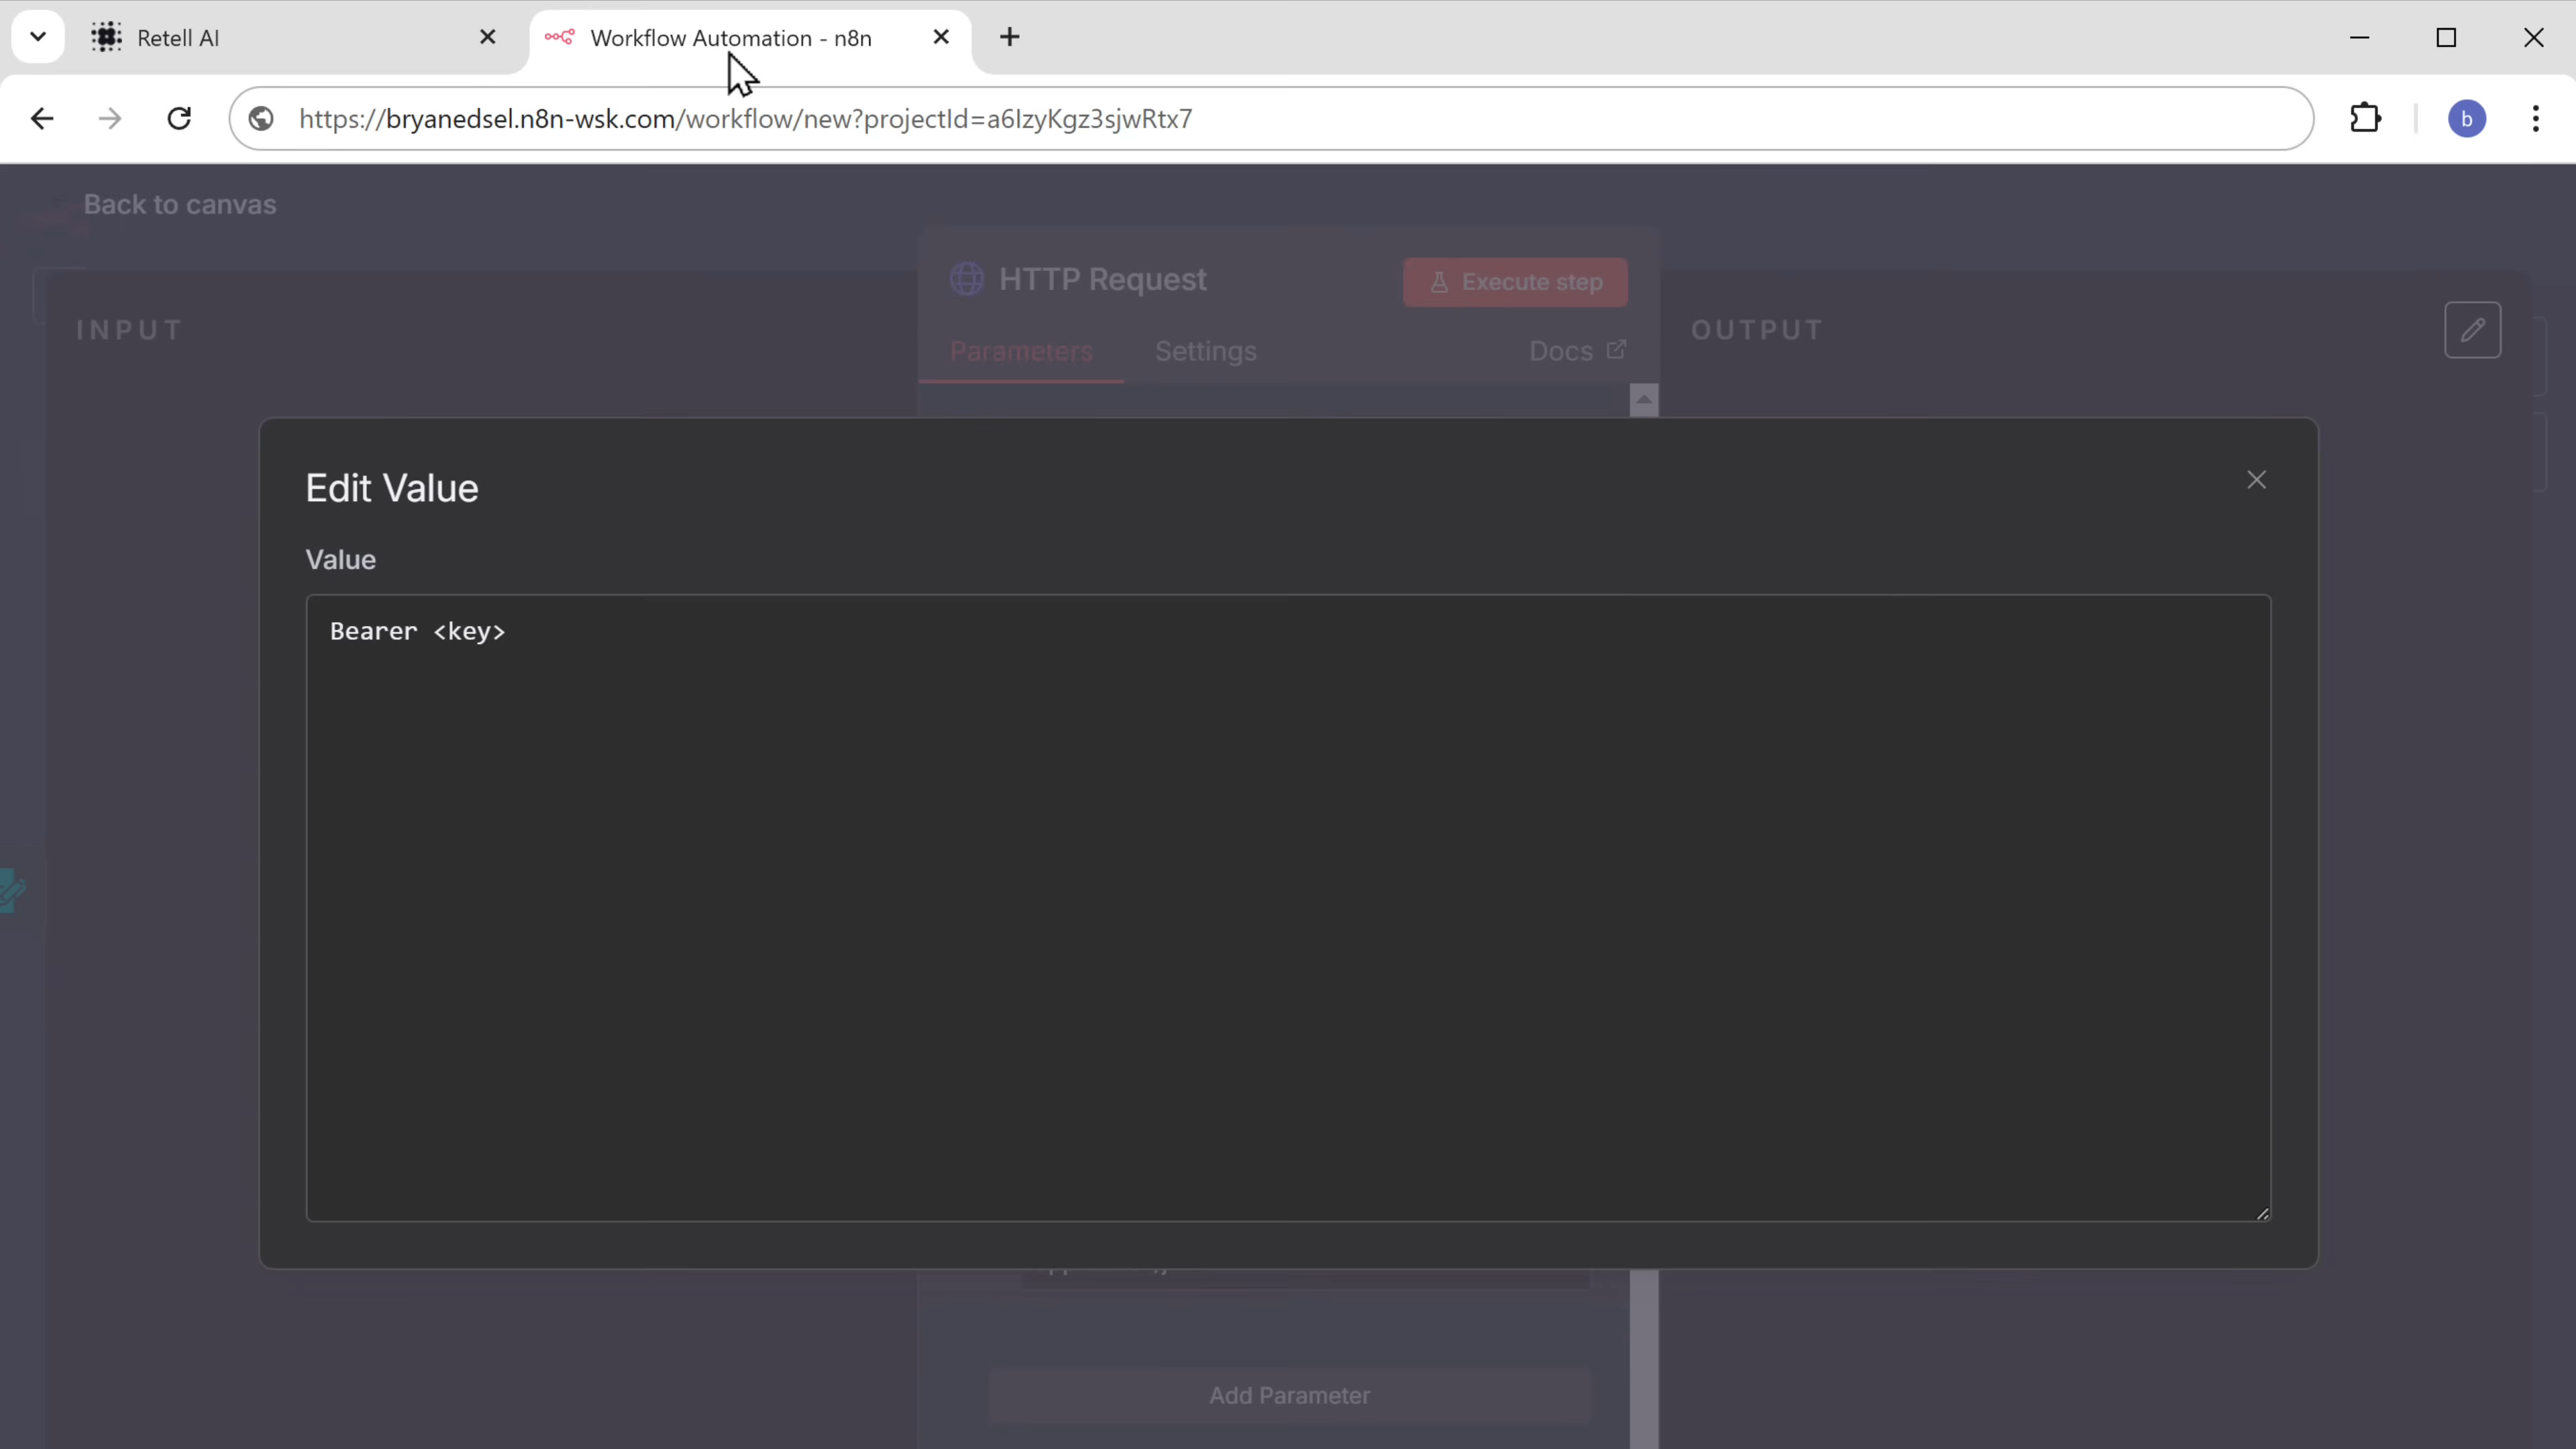 Retell AI
Workflow Automation - n8n
https://bryanedsel.n8n-wsk.com/workflow/new?projectId=a6IzyKgz3sjwRtx7
b
Back to canvas
HTTP Request
Execute step
INPUT
OUTPUT
Parameters
Settings
Docs
Edit Value
Value
Bearer <key>
Add Parameter